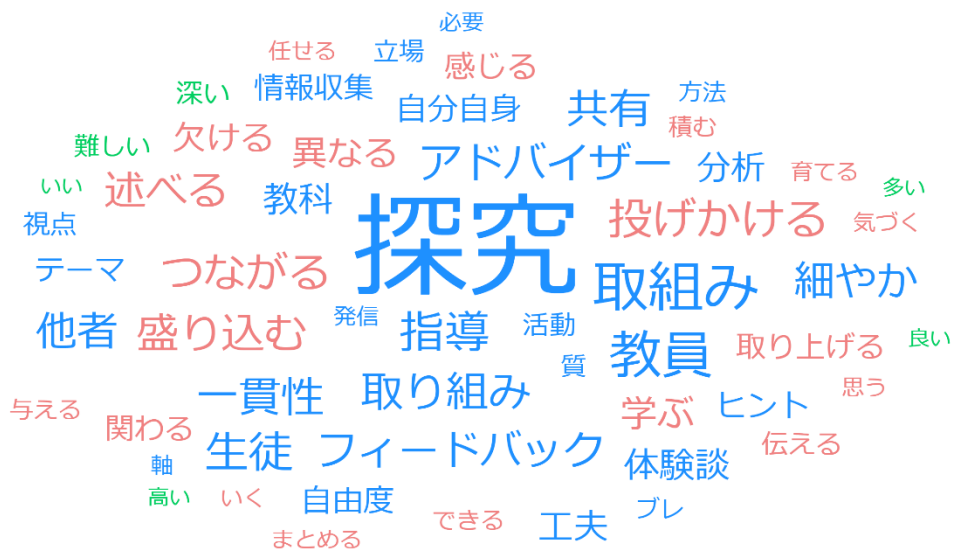 必要
任せる 立場 感じる
深い 情報収集 自分自身 共有 方法
難しい 欠ける 異なる アドバイザー 分析 積む 育てる
いい 述べる 教科 探究 投げかける 多い
視点 気づく
テーマ つながる 取組み 細やか
他者 盛り込む 発信 指導 活動 教員 取り上げる 良い
質
与える 一貫性 取り組み 学ぶ ヒント 思う
関わる 生徒 フィードバック 体験談 伝える
軸
高い いく 自由度 できる 工夫 ブレ
まとめる